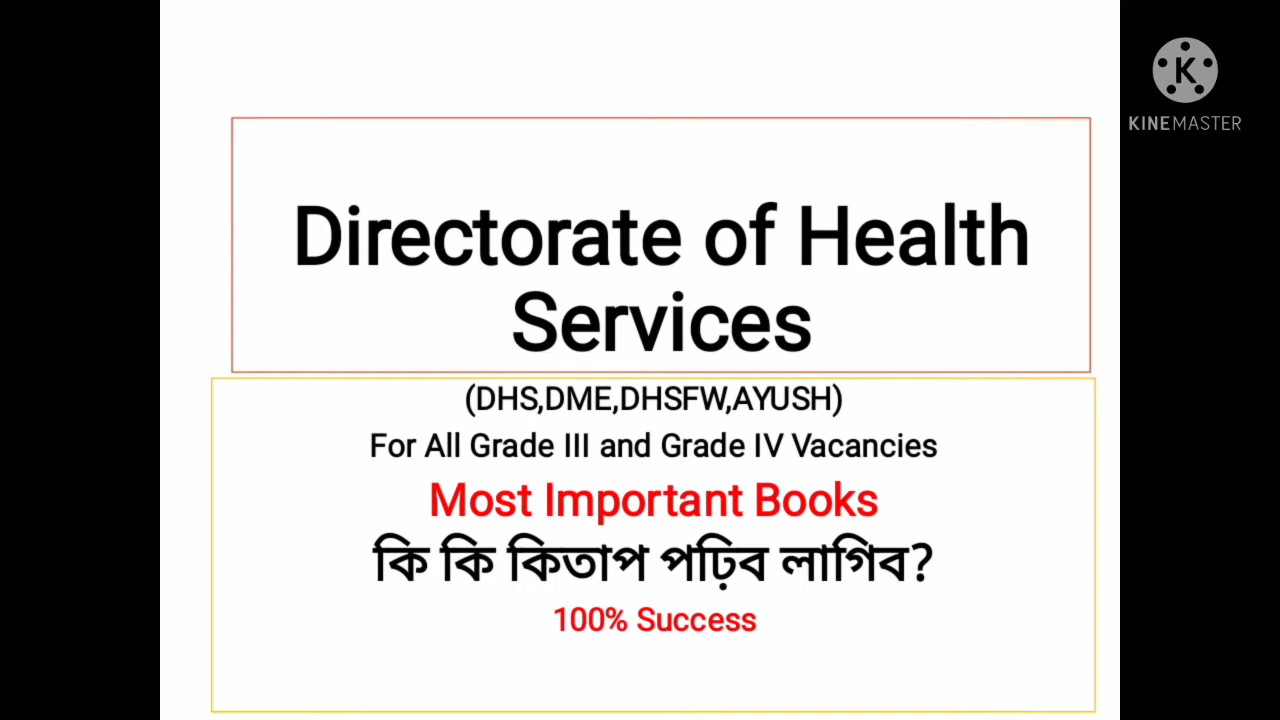 KINEMASTER
Directorate of Health
Services
(DHS,DME,DHSFW,AYUSH)
For All Grade III and Grade IV Vacancies
Most Important Books
কি কি কিতাপ পঢ়িব লাগিব?
100% Success